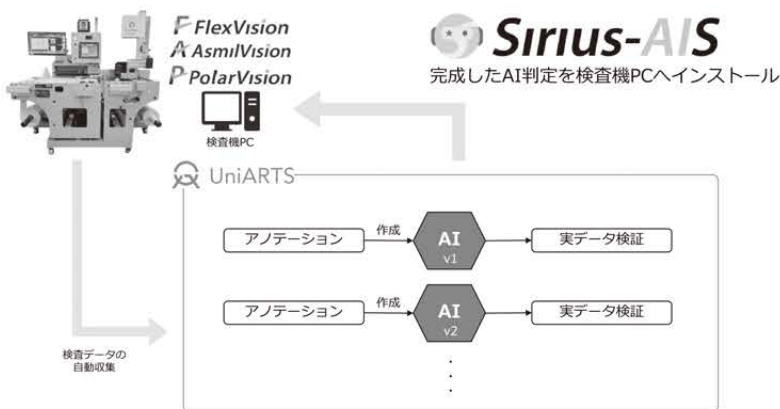 FlexVision
AsmilVision
PolarVision
検査機PC
Sirius-AIS
完成したAI判定を検査機PCへインストール
UniARTS
アノテーション
作成
AI
v1
実データ検証
アノテーション
作成
AI
v2
実データ検証
検査データの
自動収集